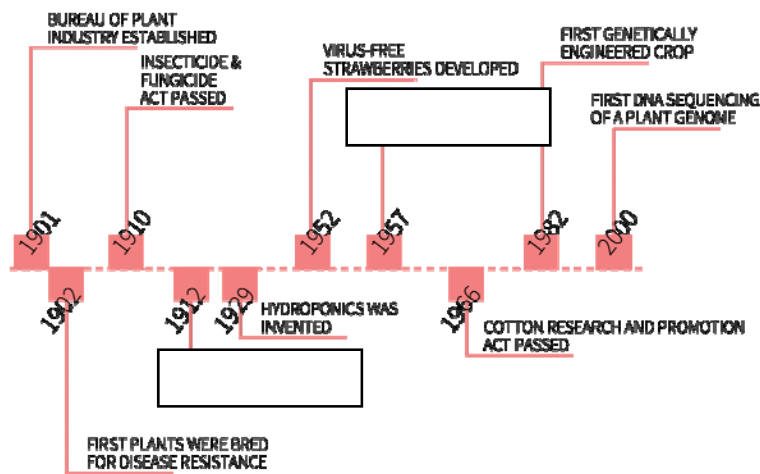 BUREAU OF PLANT
INDUSTRY ESTABLISHED
INSECTICIDE &
FUNGICIDE
ACT PASSED
VIRUS-FREE
STRAWBERRIES DEVELOPED
FIRST GENETICALLY
ENGINEERED CROP
FIRST DNA SEQUENCING
OF A PLANT GENOME
1901
1910
1952
1957
1982
2000
1902
1912
1929
1966
HYDROPONICS WAS
INVENTED
COTTON RESEARCH AND PROMOTION
ACT PASSED
FIRST PLANTS WERE BRED
FOR DISEASE RESISTANCE